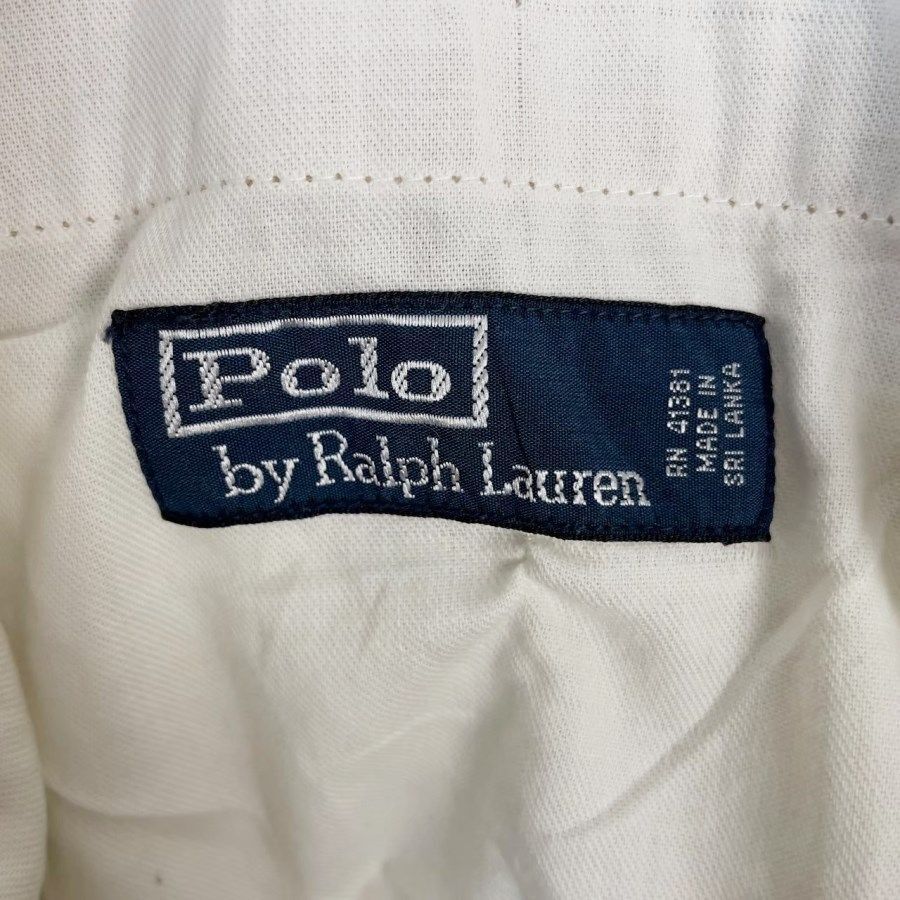 Polo
by Ralph Lauren
RN 41381
MADE IN
SRI LANKA